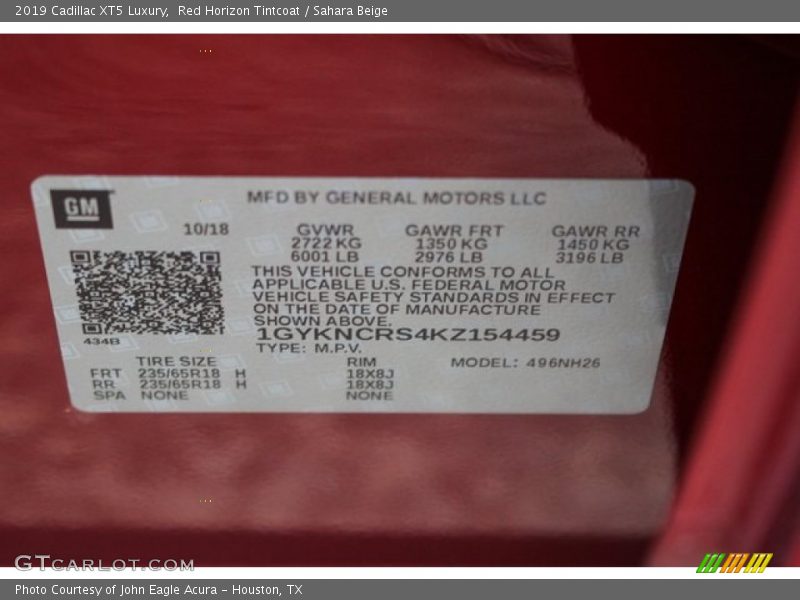 2019 Cadillac XT5 Luxury, Red Horizon Tintcoat / Sahara Beige
GM
MFD BY GENERAL MOTORS LLC
10/18 GVWR GAWR FRT GAWR RR
2722 KG 1350 KG 1450 KG
6001 LB 2976 LB 3196 LB
THIS VEHICLE CONFORMS TO ALL
APPLICABLE U.S. FEDERAL MOTOR
VEHICLE SAFETY STANDARDS IN EFFECT
ON THE DATE OF MANUFACTURE
SHOWN ABOVE.
434B
1GYKNCRS4KZ154459
TYPE: M.P.V.
TIRE SIZE RIM MODEL: 496NH26
FRT 235/65R18 H 18X8J
RR 235/65R18 H 18X8J
SPA NONE NONE
GTCARLOT.COM
Photo Courtesy of John Eagle Acura - Houston, TX